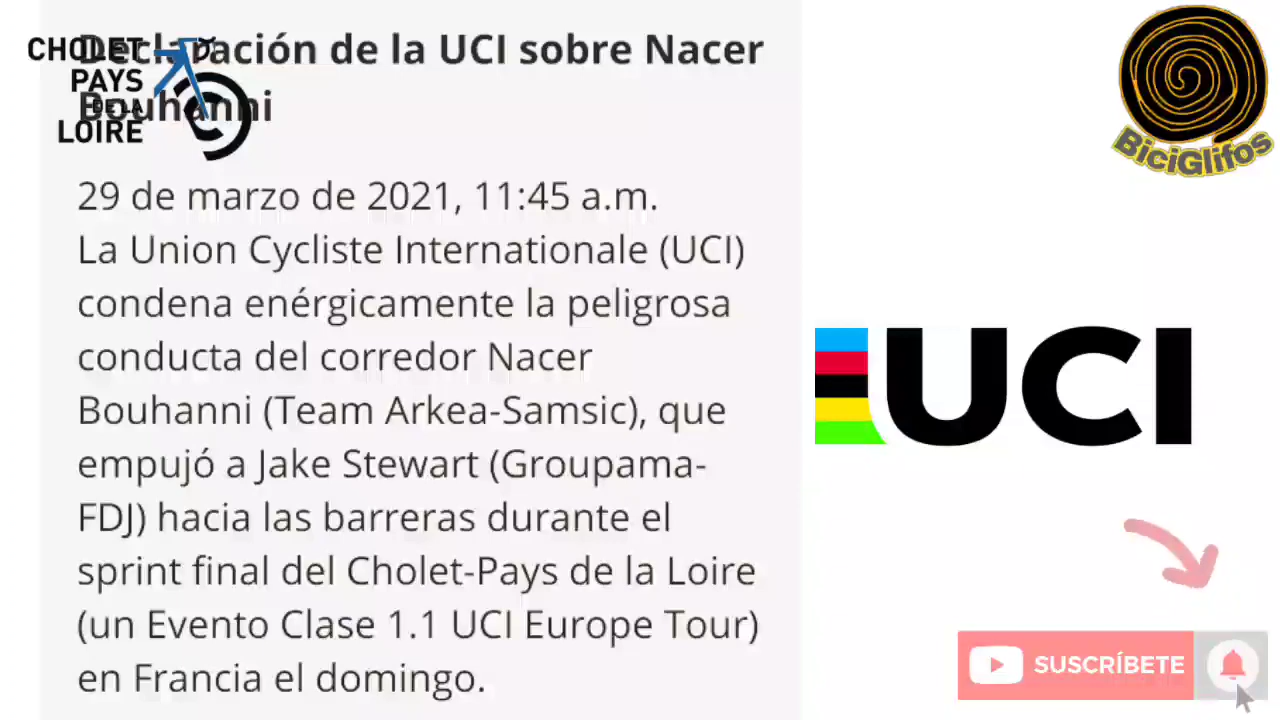 Declaración de la UCI sobre Nacer
Bouhanni
CHOLET
PAYS
DE LA
LOIRE
BiciGlifos
29 de marzo de 2021, 11:45 a.m.
La Union Cycliste Internationale (UCI)
condena enérgicamente la peligrosa
conducta del corredor Nacer
Bouhanni (Team Arkea-Samsic), que
empujó a Jake Stewart (Groupama-
FDJ) hacia las barreras durante el
sprint final del Cholet-Pays de la Loire
(un Evento Clase 1.1 UCI Europe Tour)
en Francia el domingo.
UCI
SUSCRÍBETE